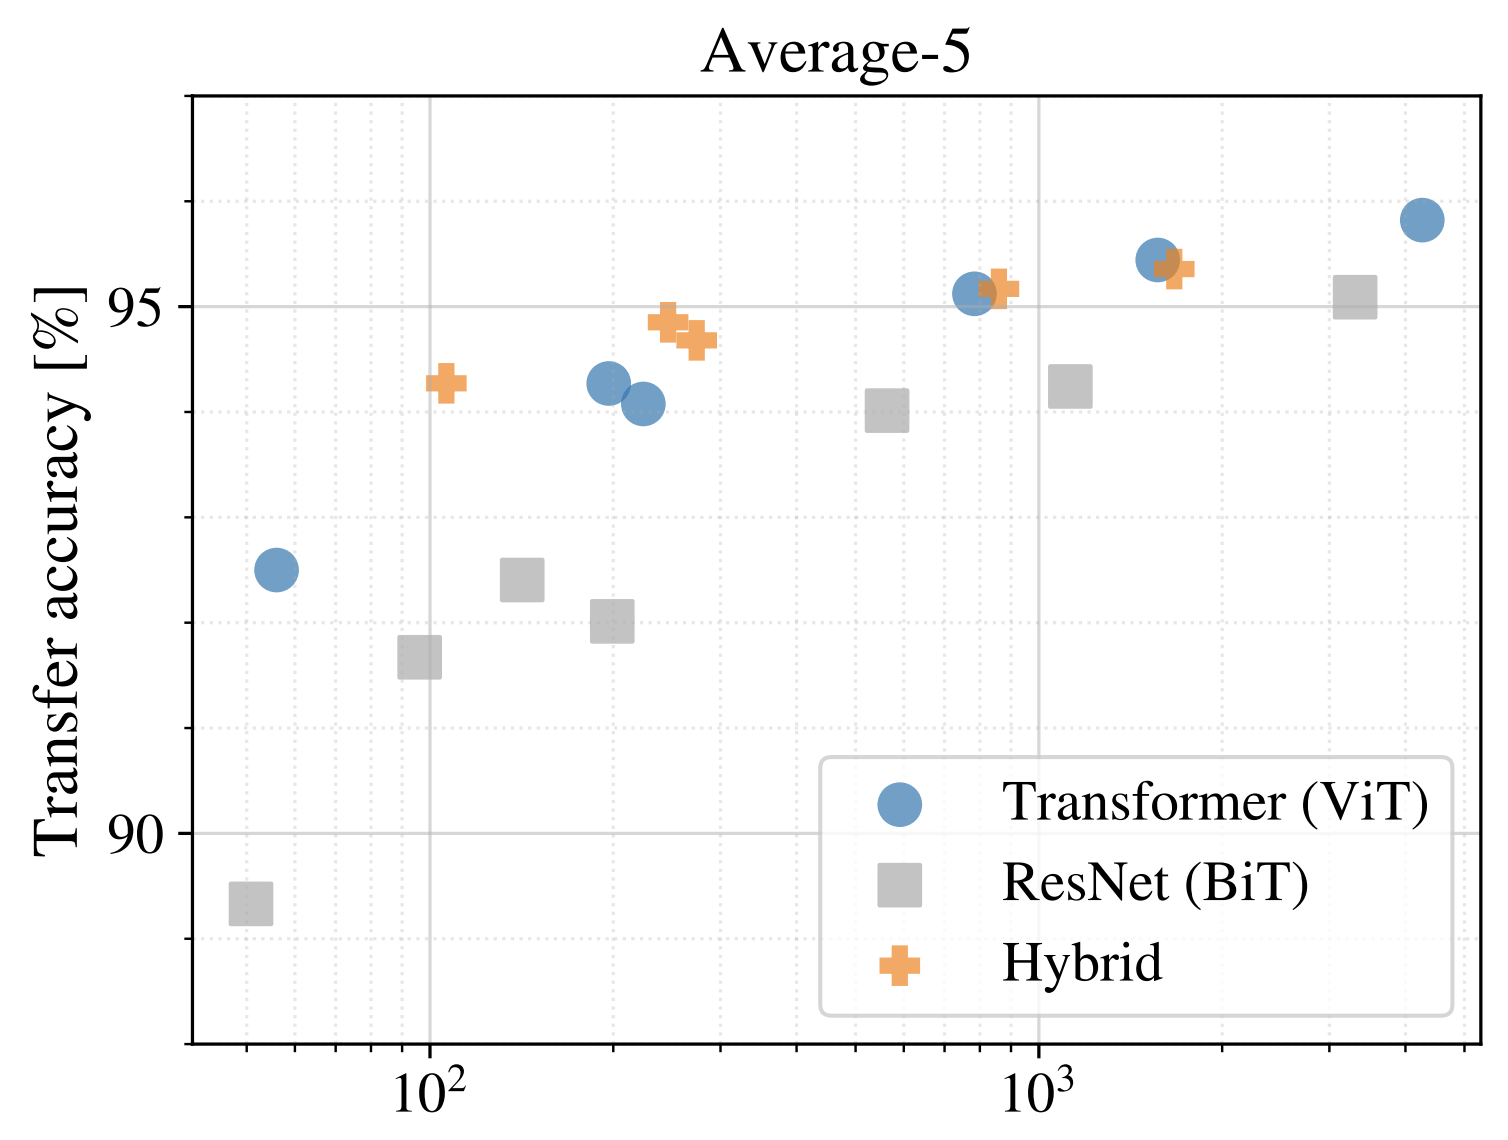 Average-5
Transfer accuracy [%]
95
90
Transformer (ViT)
ResNet (BiT)
Hybrid
10²
10³